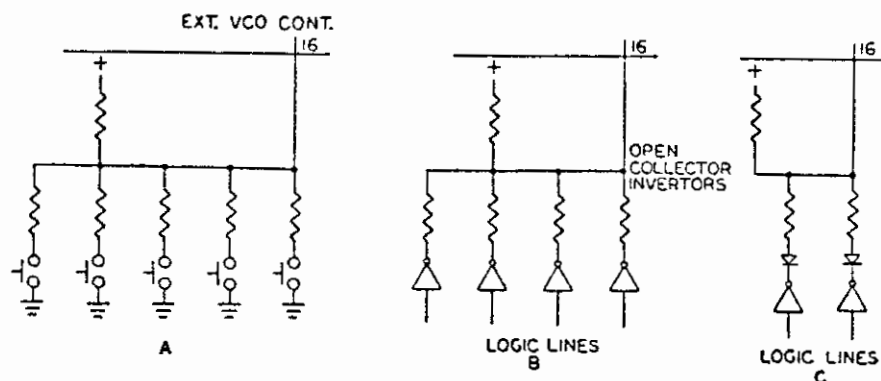 EXT. VCO CONT.
16
+
A
16
+
OPEN
COLLECTOR
INVERTORS
LOGIC LINES
B
16
+
LOGIC LINES
C